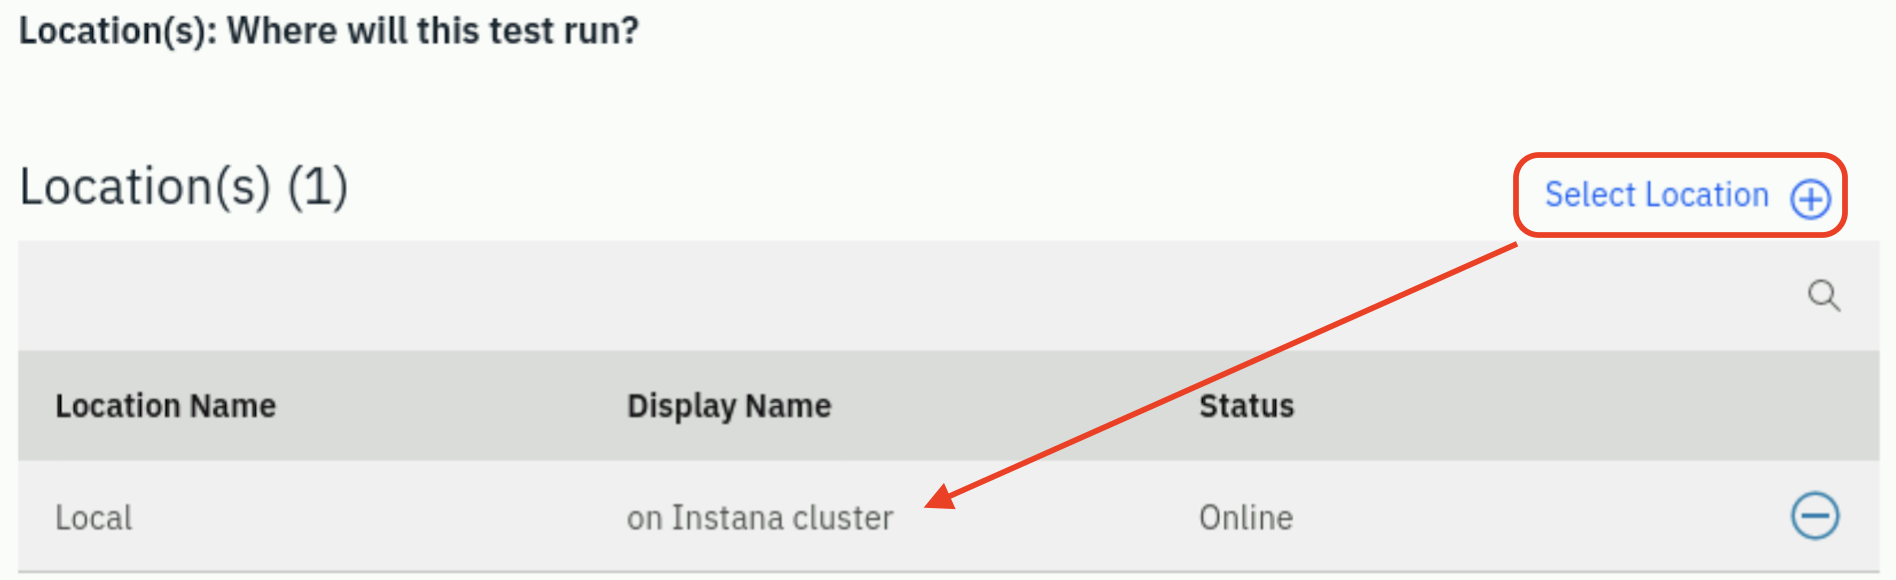 Location(s): Where will this test run?
Location(s) (1)
Select Location
Location Name Display Name Status
Local on Instana cluster Online